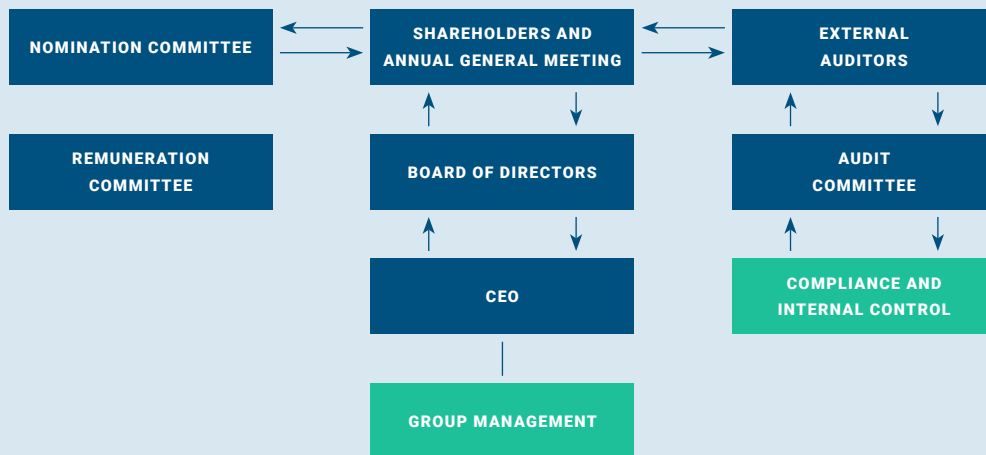 NOMINATION COMMITTEE
SHAREHOLDERS AND
ANNUAL GENERAL MEETING
EXTERNAL
AUDITORS
REMUNERATION
COMMITTEE
BOARD OF DIRECTORS
AUDIT
COMMITTEE
CEO
COMPLIANCE AND
INTERNAL CONTROL
GROUP MANAGEMENT